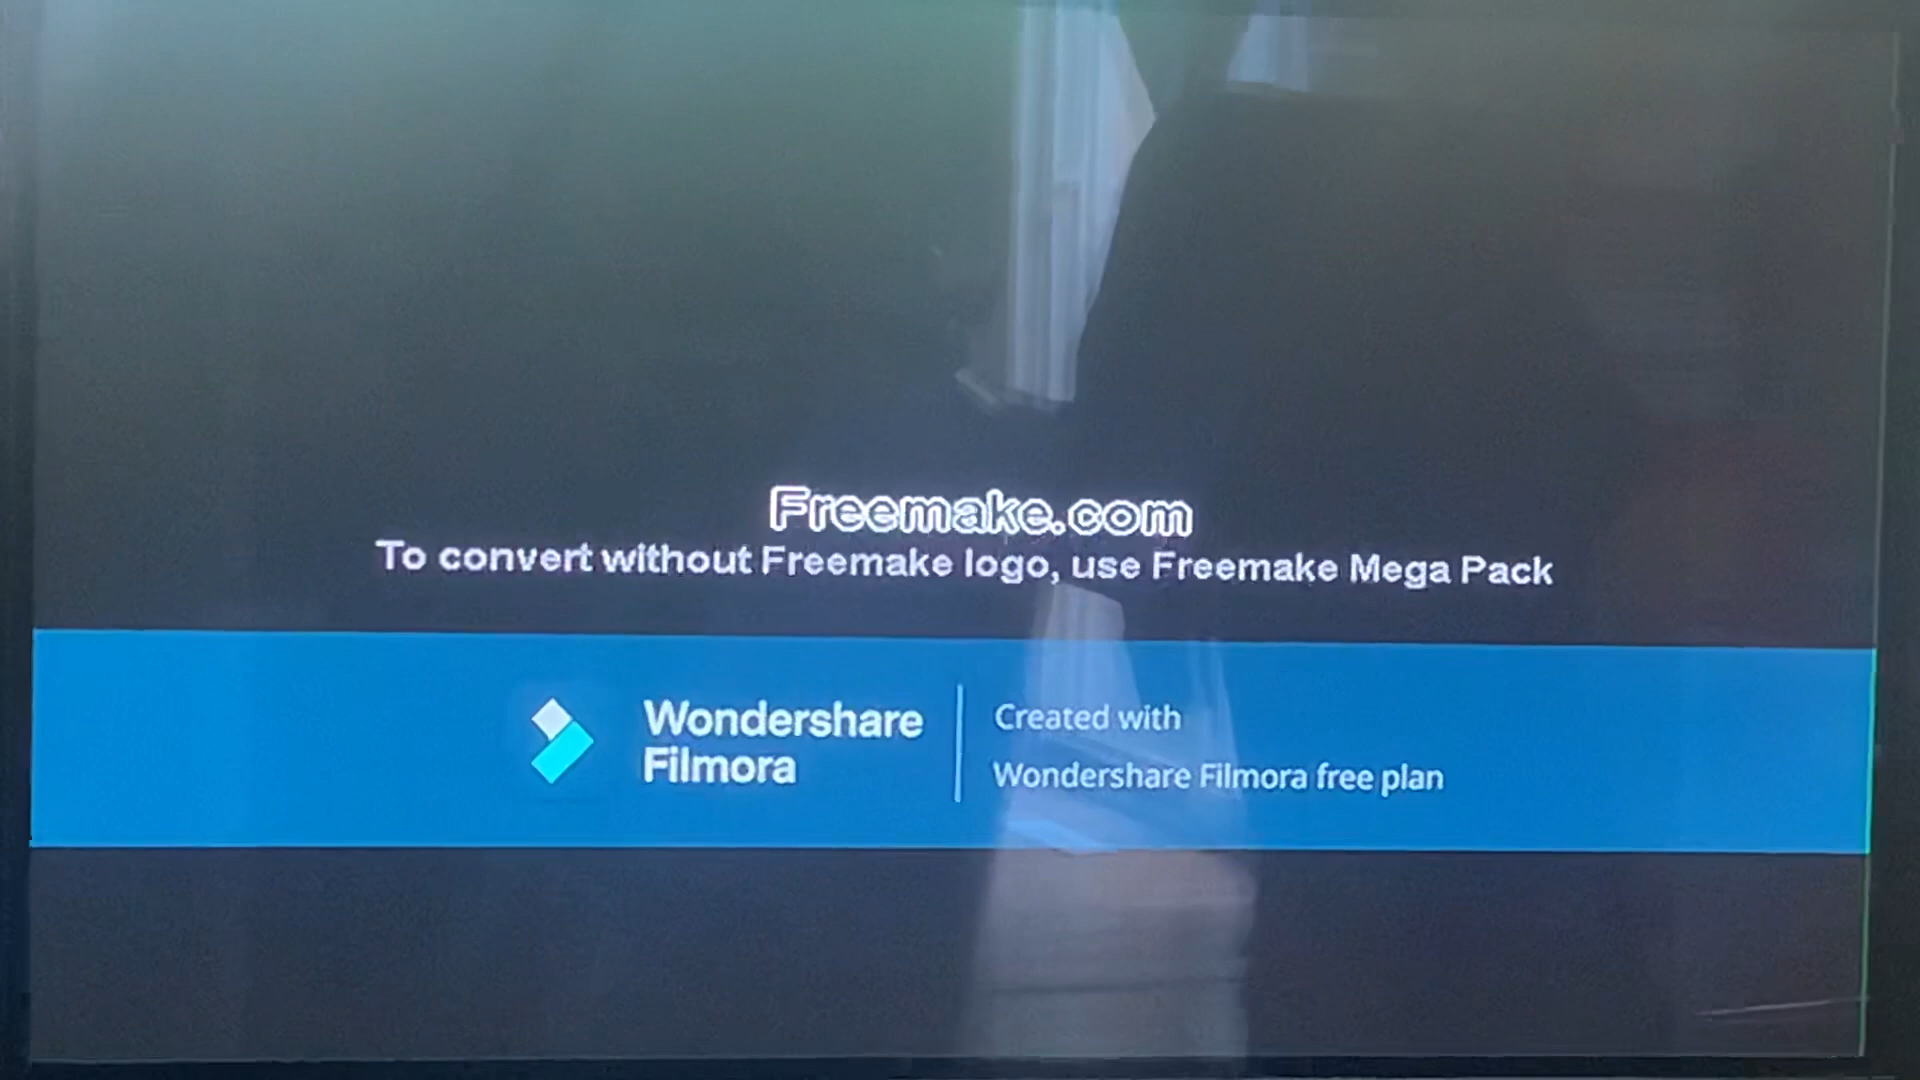 Freemake.com
To convert without Freemake logo, use Freemake Mega Pack
Wondershare
Filmora
Created with
Wondershare Filmora free plan